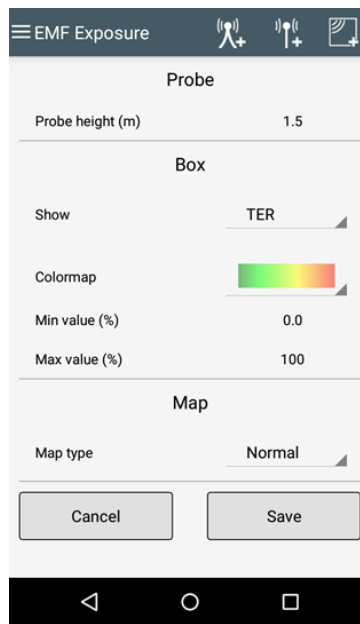 EMF Exposure
Probe
Probe height (m) 1.5
Box
Show TER
Colormap
Min value (%) 0.0
Max value (%) 100
Map
Map type Normal
Cancel Save